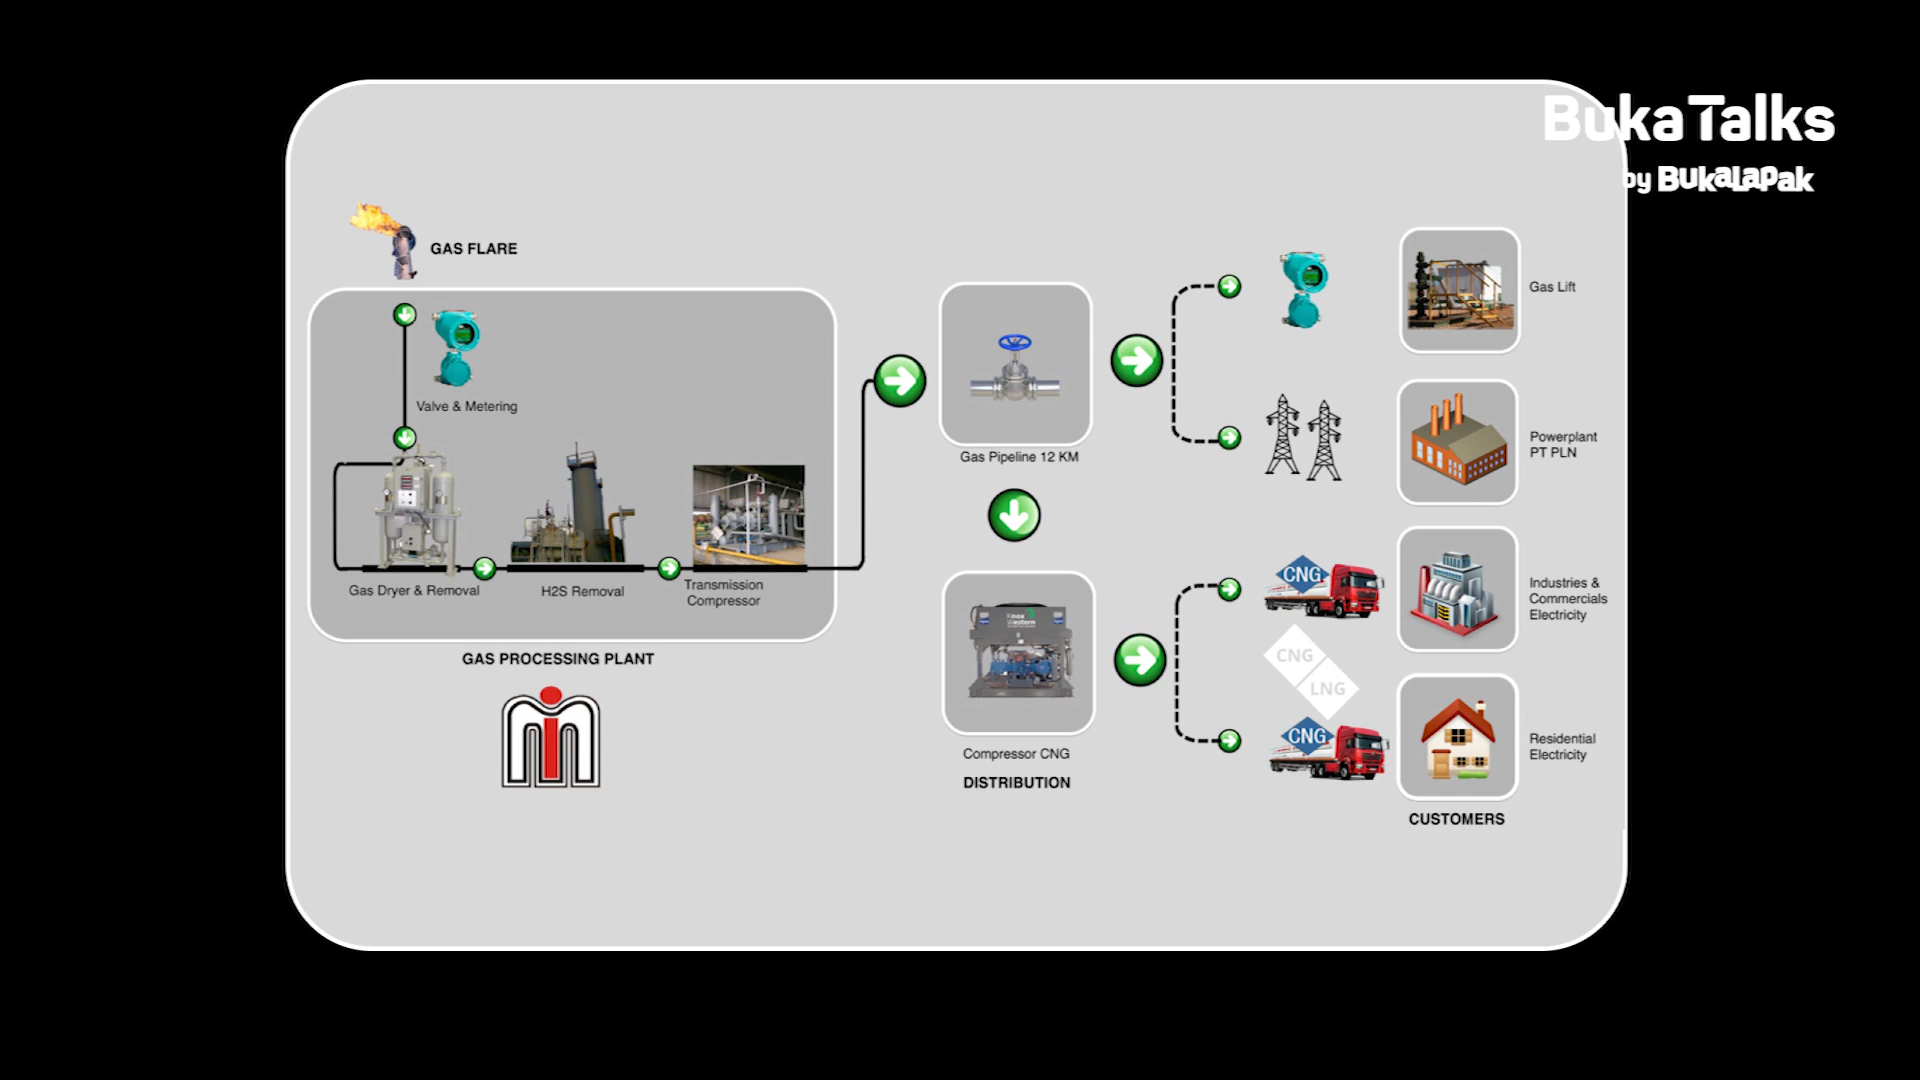 BukaTalks
by BukaLapak
GAS FLARE
Valve & Metering
Gas Dryer & Removal
H2S Removal
Transmission
Compressor
GAS PROCESSING PLANT
Gas Pipeline 12 KM
Knox
Western
Compressor CNG
DISTRIBUTION
Gas Lift
Powerplant
PT PLN
CNG
Industries &
Commercials
Electricity
CNG
LNG
CNG
Residential
Electricity
CUSTOMERS